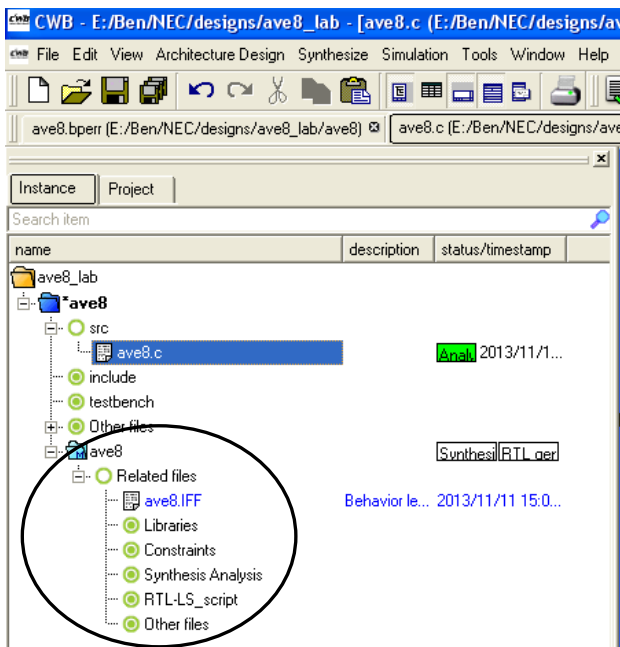 CWB - E:/Ben/NEC/designs/ave8_lab - [ave8.c (E:/Ben/NEC/designs/av
File Edit View Architecture Design Synthesize Simulation Tools Window Help
ave8.bperr (E:/Ben/NEC/designs/ave8_lab/ave8) ave8.c (E:/Ben/NEC/designs/ave
Instance Project
Search item
name description status/timestamp
ave8_lab
*ave8
src
ave8.c Analy 2013/11/1...
include
testbench
Other files
ave8 Synthesi RTL ger
Related files
ave8.IFF Behavior le... 2013/11/11 15:0...
Libraries
Constraints
Synthesis Analysis
RTL-LS_script
Other files